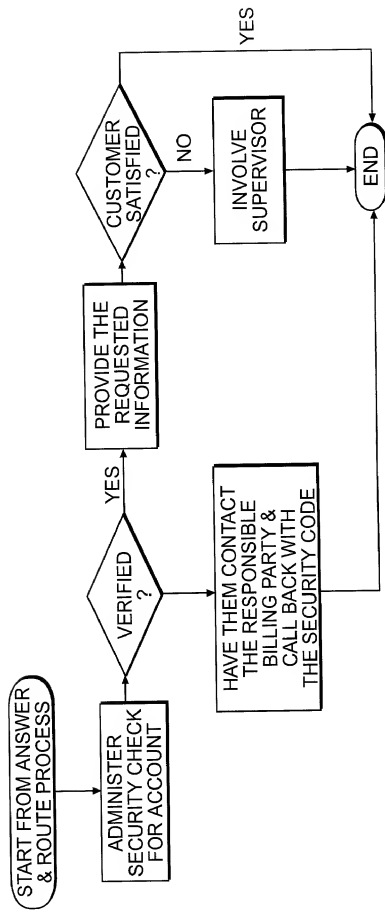 START FROM ANSWER
& ROUTE PROCESS
ADMINISTER
SECURITY CHECK
FOR ACCOUNT
VERIFIED
?
YES
PROVIDE THE
REQUESTED
INFORMATION
CUSTOMER
SATISFIED
?
YES
NO
INVOLVE
SUPERVISOR
HAVE THEM CONTACT
THE RESPONSIBLE
BILLING PARTY &
CALL BACK WITH
THE SECURITY CODE
END